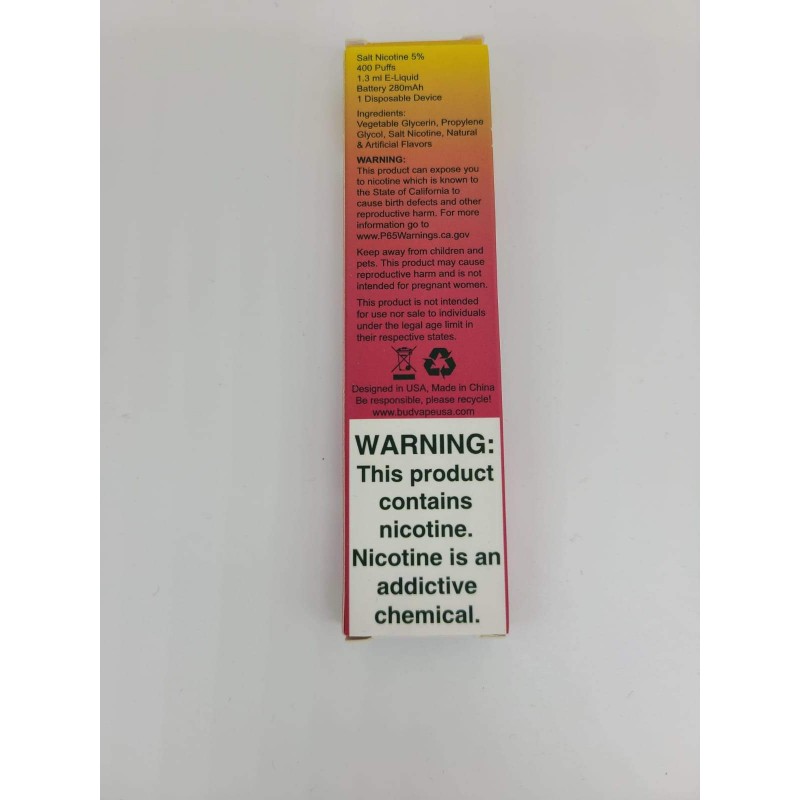 Salt Nicotine 5%
400 Puffs
1.3 ml E-Liquid
Battery 280mAh
1 Disposable Device
Ingredients:
Vegetable Glycerin, Propylene
Glycol, Salt Nicotine, Natural
& Artificial Flavors
WARNING:
This product can expose you
to nicotine which is known to
the State of California to
cause birth defects and other
reproductive harm. For more
information go to
www.P65Warnings.ca.gov
Keep away from children and
pets. This product may cause
reproductive harm and is not
intended for pregnant women.
This product is not intended
for use nor sale to individuals
under the legal age limit in
their respective states.
Designed in USA, Made in China
Be responsible, please recycle!
www.budvapeusa.com
WARNING:
This product
contains
nicotine.
Nicotine is an
addictive
chemical.